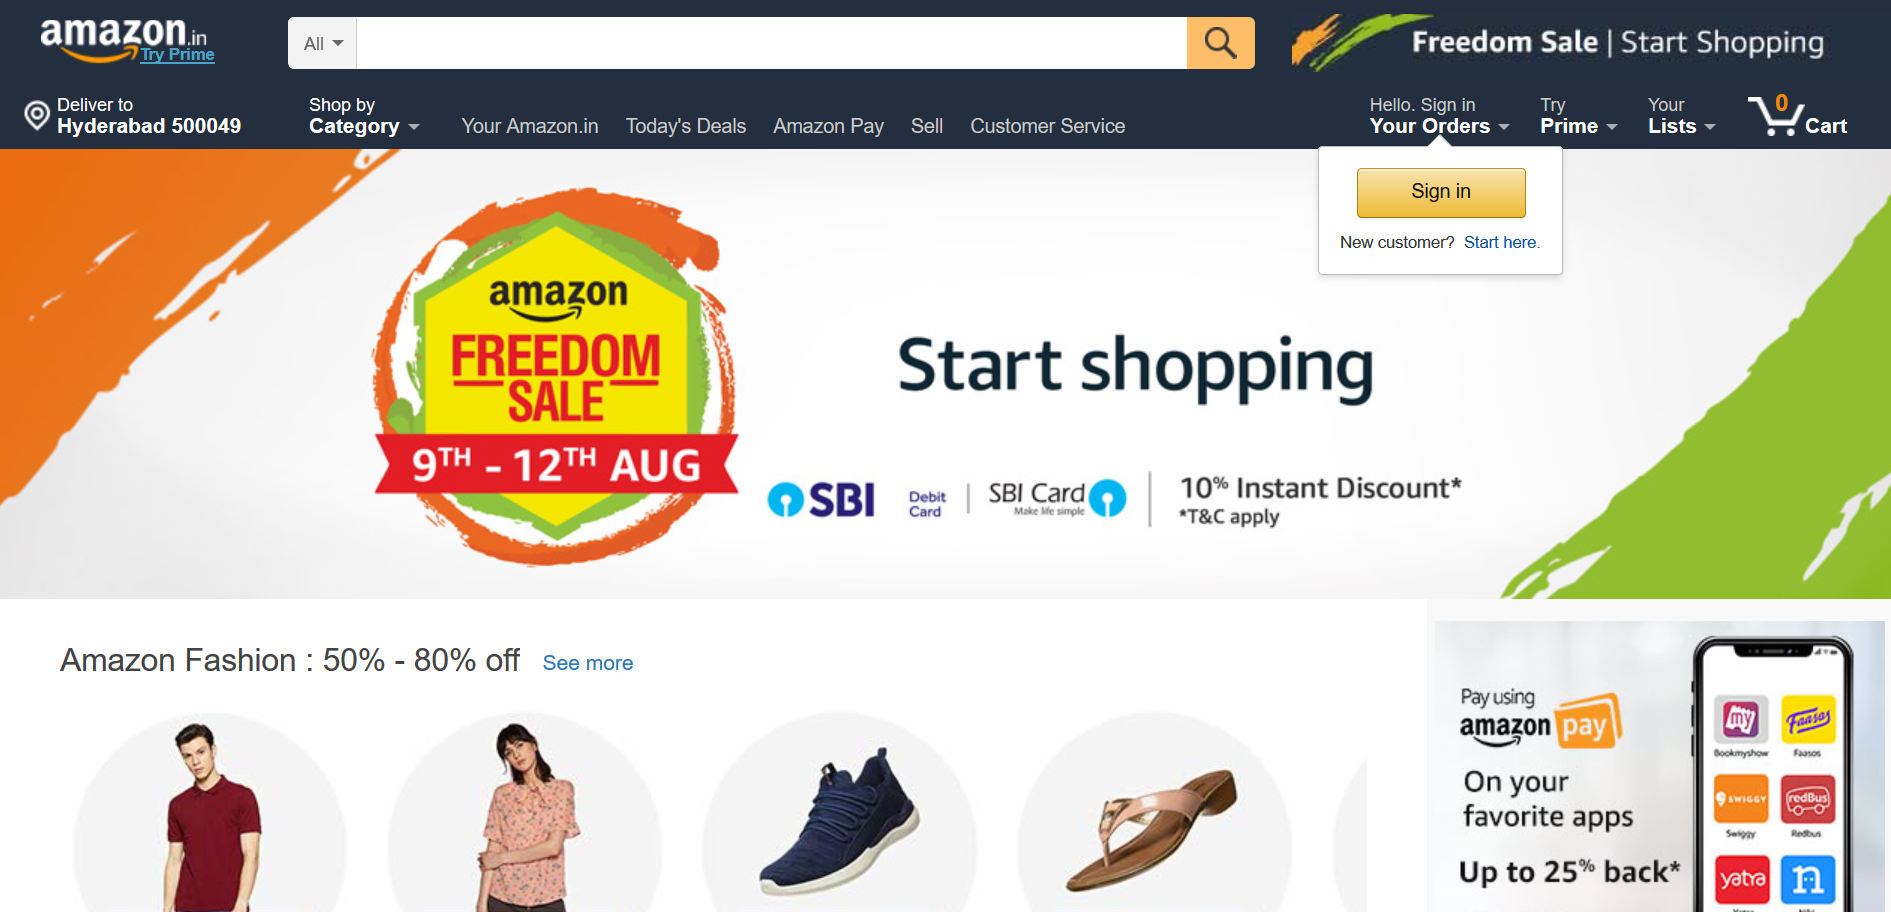 amazon.in
Try Prime
All
Freedom Sale | Start Shopping
Deliver to
Hyderabad 500049
Shop by
Category
Your Amazon.in
Today's Deals
Amazon Pay
Sell
Customer Service
Hello. Sign in
Your Orders
Try
Prime
Your
Lists
0
Cart
Sign in
New customer? Start here.
amazon
FREEDOM
SALE
9TH - 12TH AUG
Start shopping
SBI
Debit
Card
SBI Card
Make life simple
10% Instant Discount*
*T&C apply
Amazon Fashion : 50% - 80% off See more
Pay using
amazon pay
On your
favorite apps
Up to 25% back*
my
Bookmyshow
Faasos
Faasos
SWIGGY
Swiggy
redBus
Redbus
yatra
n